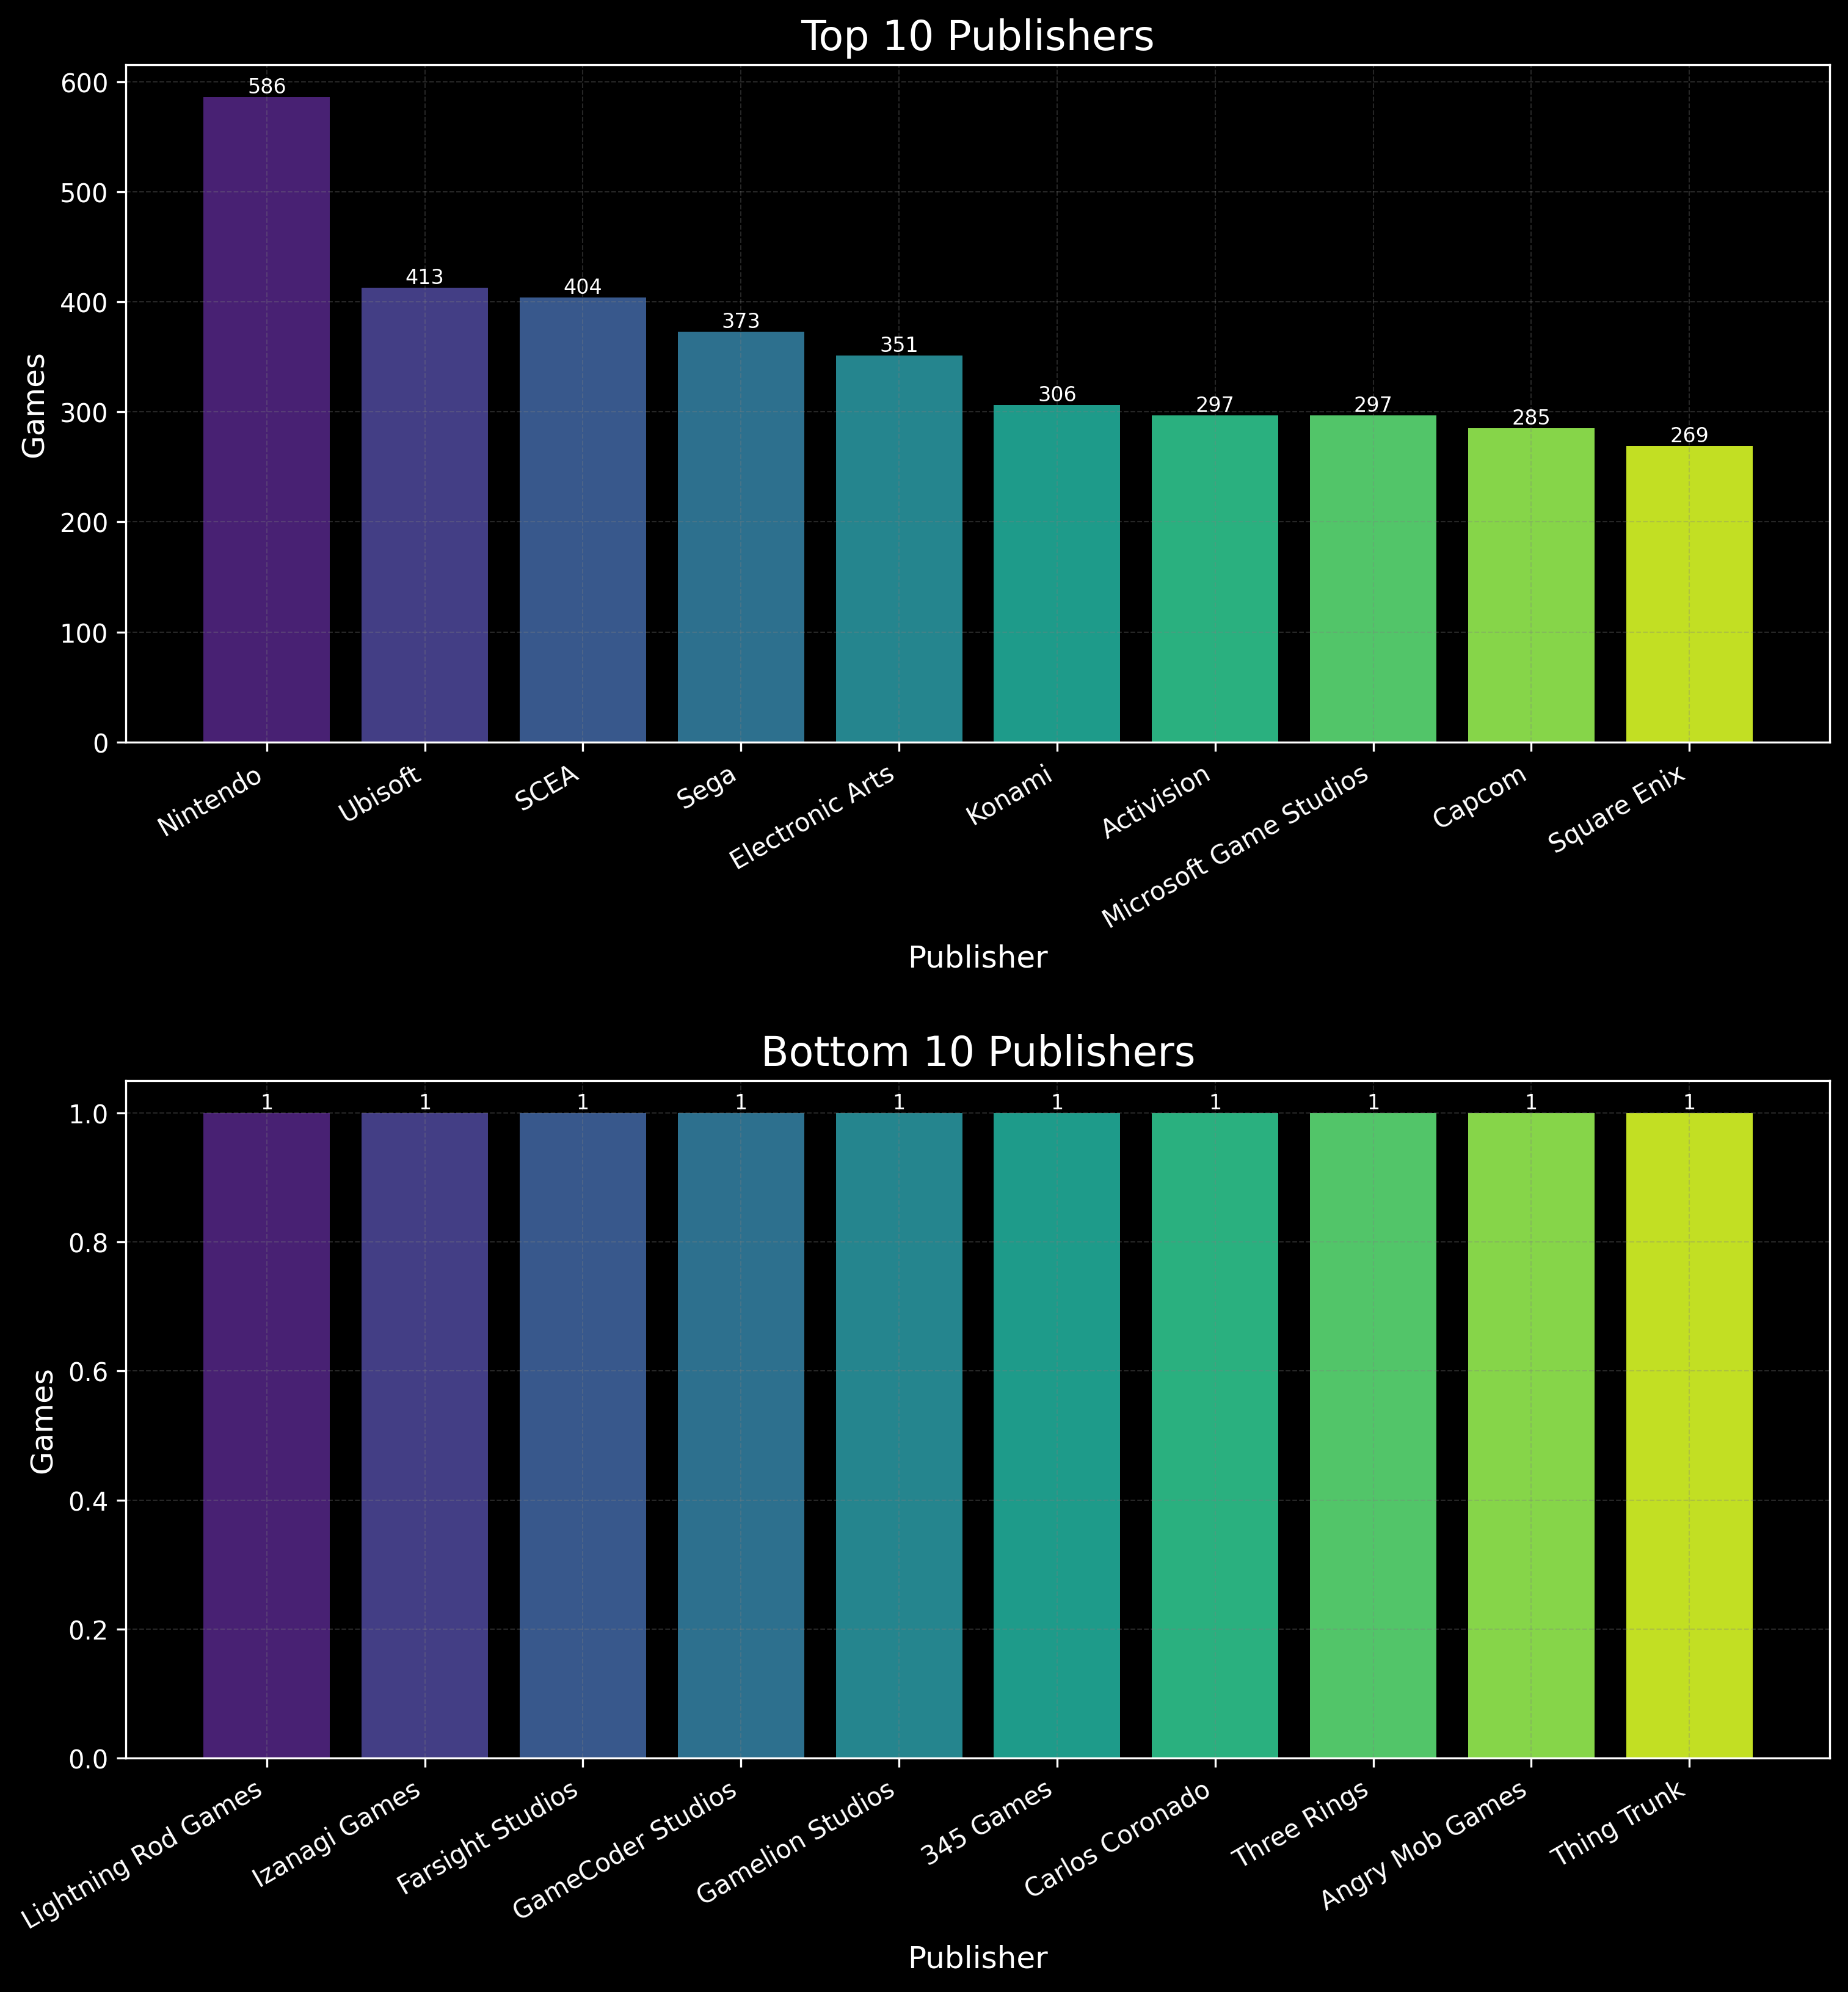 Top 10 Publishers
600
500
400
300
200
100
0
Games
586
413
404
373
351
306
297
297
285
269
Nintendo
Ubisoft
SCEA
Sega
Electronic Arts
Konami
Activision
Microsoft Game Studios
Capcom
Square Enix
Publisher
Bottom 10 Publishers
1.0
0.8
0.6
0.4
0.2
0.0
Games
1
1
1
1
1
1
1
1
1
1
Lightning Rod Games
Izanagi Games
Farsight Studios
GameCoder Studios
Gamelion Studios
345 Games
Carlos Coronado
Three Rings
Angry Mob Games
Thing Trunk
Publisher